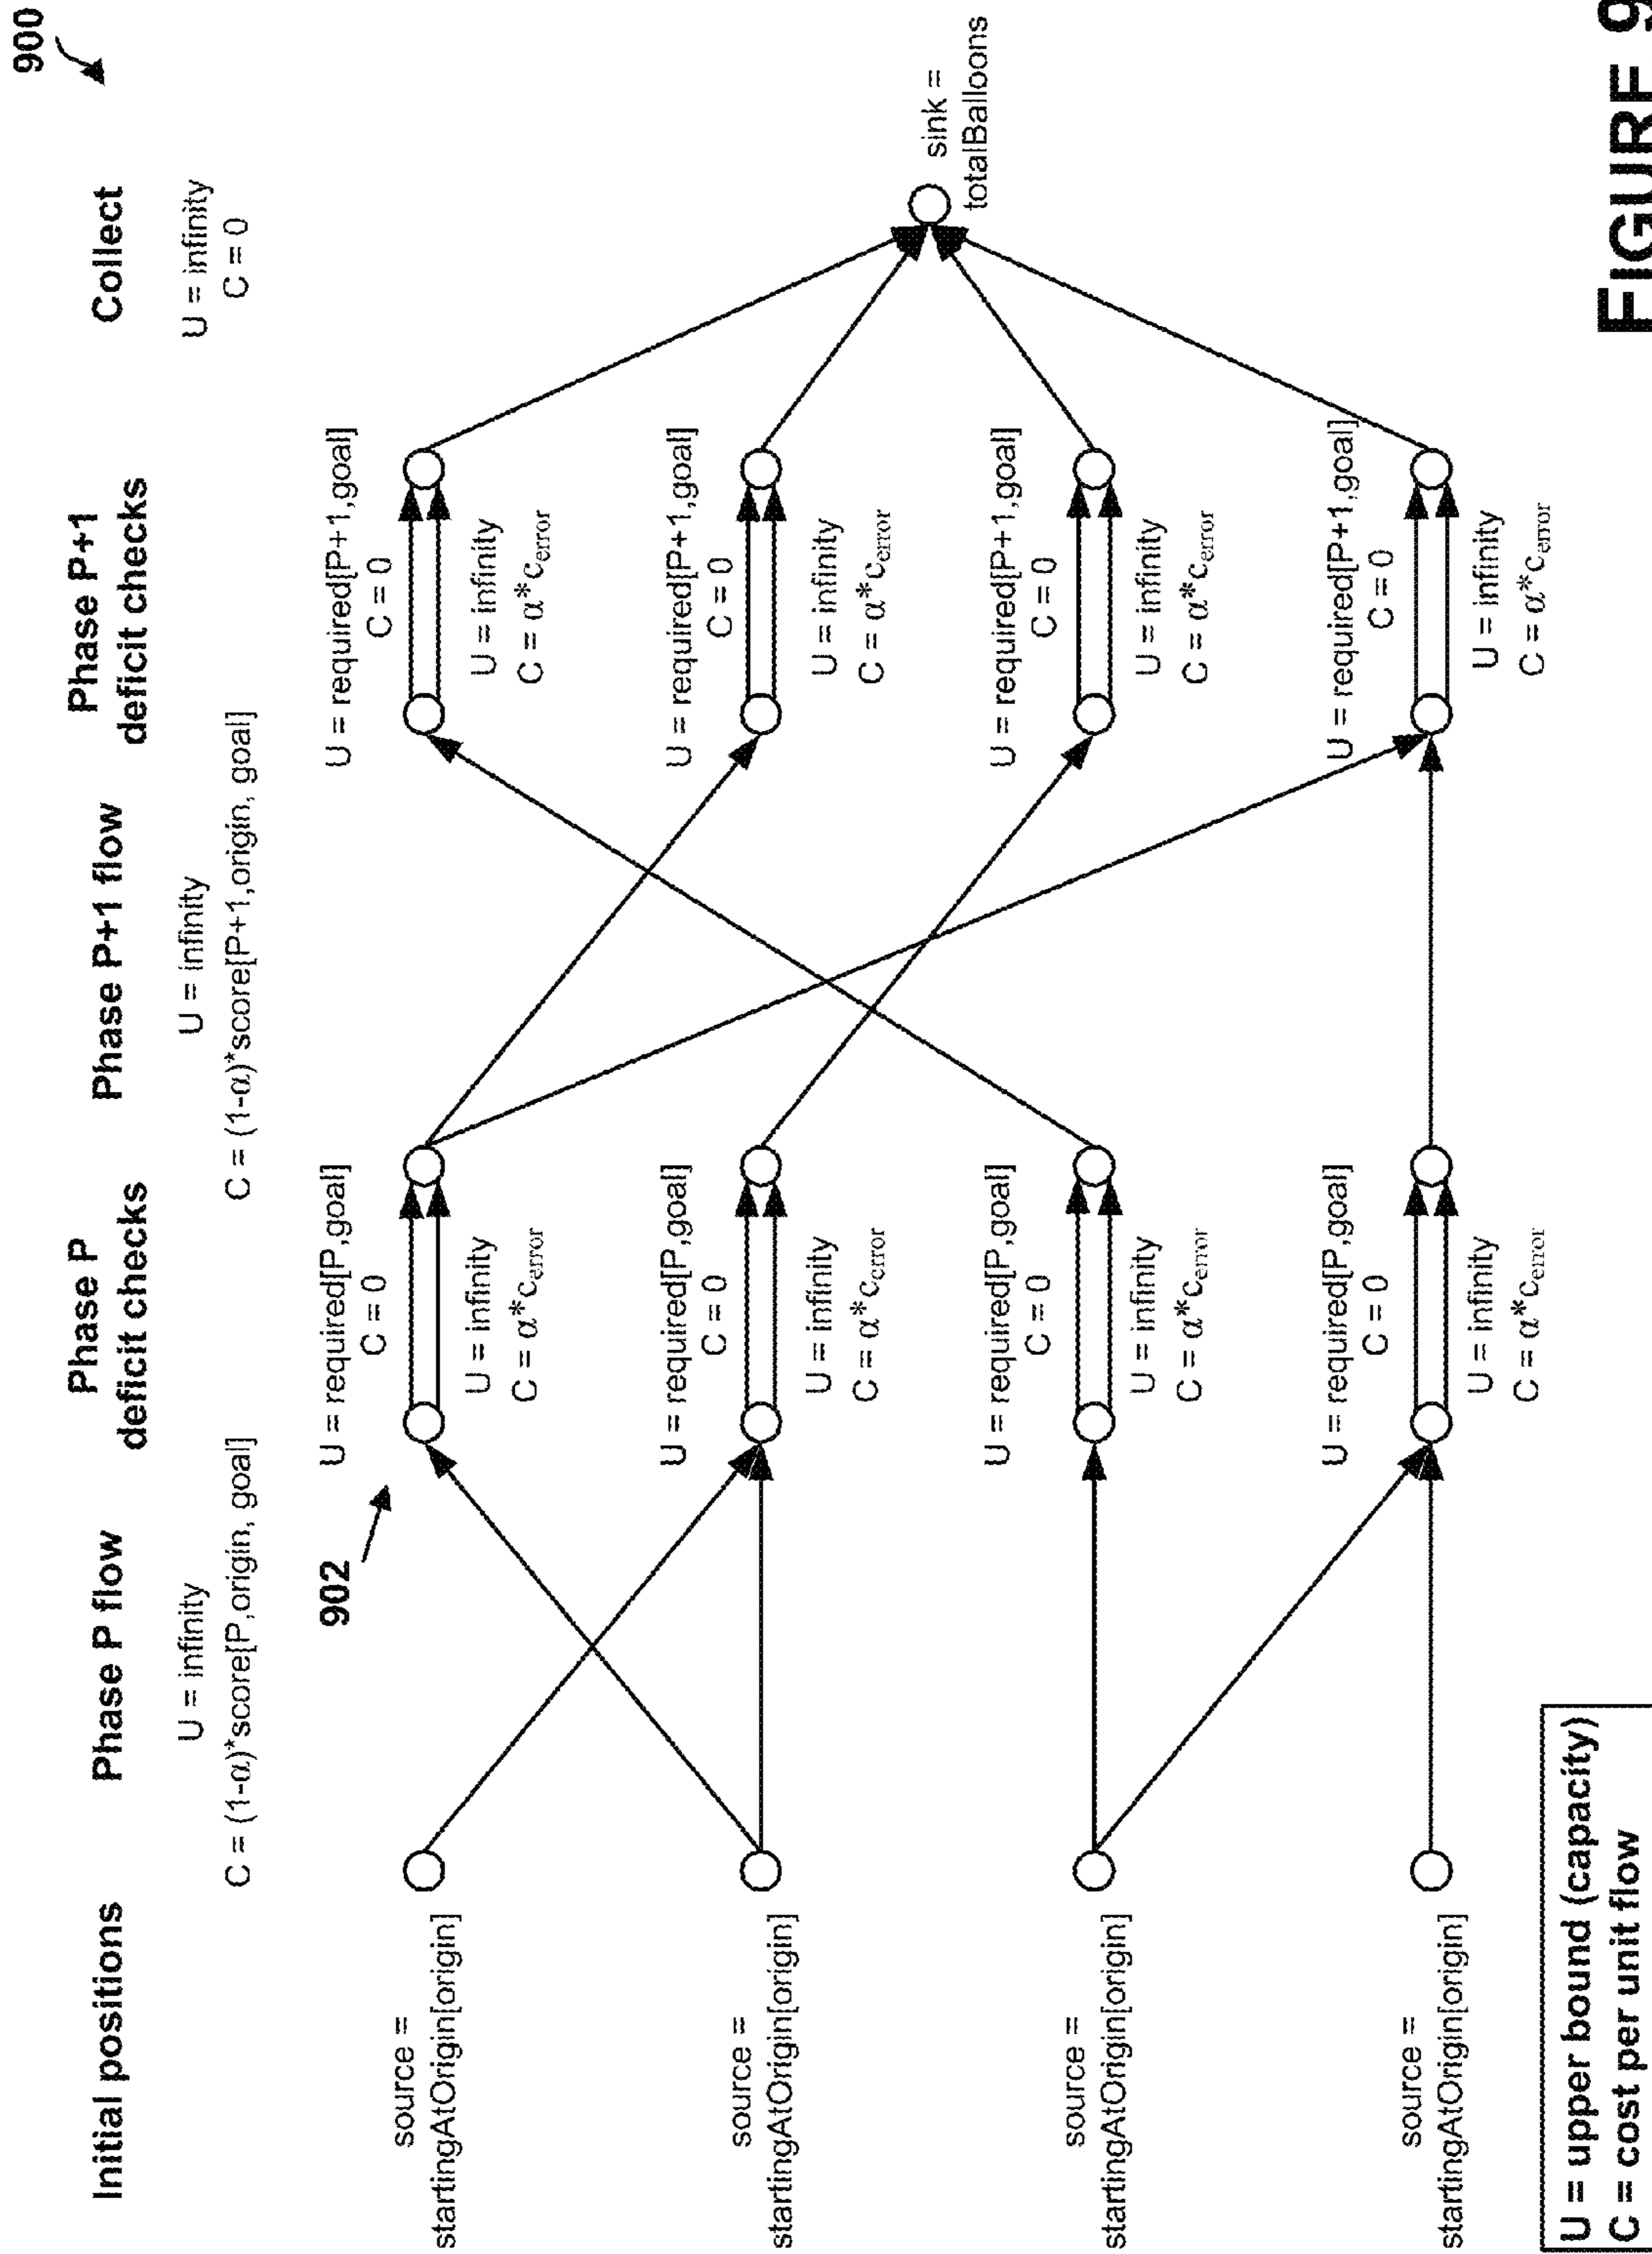 900
Initial positions
Phase P flow
Phase P
deficit checks
Phase P+1 flow
Phase P+1
deficit checks
Collect
U = infinity
C = (1-α)*score[P,origin, goal]
U = infinity
C = (1-α)*score[P+1,origin, goal]
U = infinity
C = 0
902
source =
startingAtOrigin[origin]
U = required[P,goal]
C = 0
U = infinity
C = α*c_error
U = required[P+1,goal]
C = 0
U = infinity
C = α*c_error
source =
startingAtOrigin[origin]
U = required[P,goal]
C = 0
U = infinity
C = α*c_error
U = required[P+1,goal]
C = 0
U = infinity
C = α*c_error
sink =
totalBalloons
source =
startingAtOrigin[origin]
U = required[P,goal]
C = 0
U = infinity
C = α*c_error
U = required[P+1,goal]
C = 0
U = infinity
C = α*c_error
source =
startingAtOrigin[origin]
U = required[P,goal]
C = 0
U = infinity
C = α*c_error
U = required[P+1,goal]
C = 0
U = infinity
C = α*c_error
U = upper bound (capacity)
C = cost per unit flow
FIGURE 9